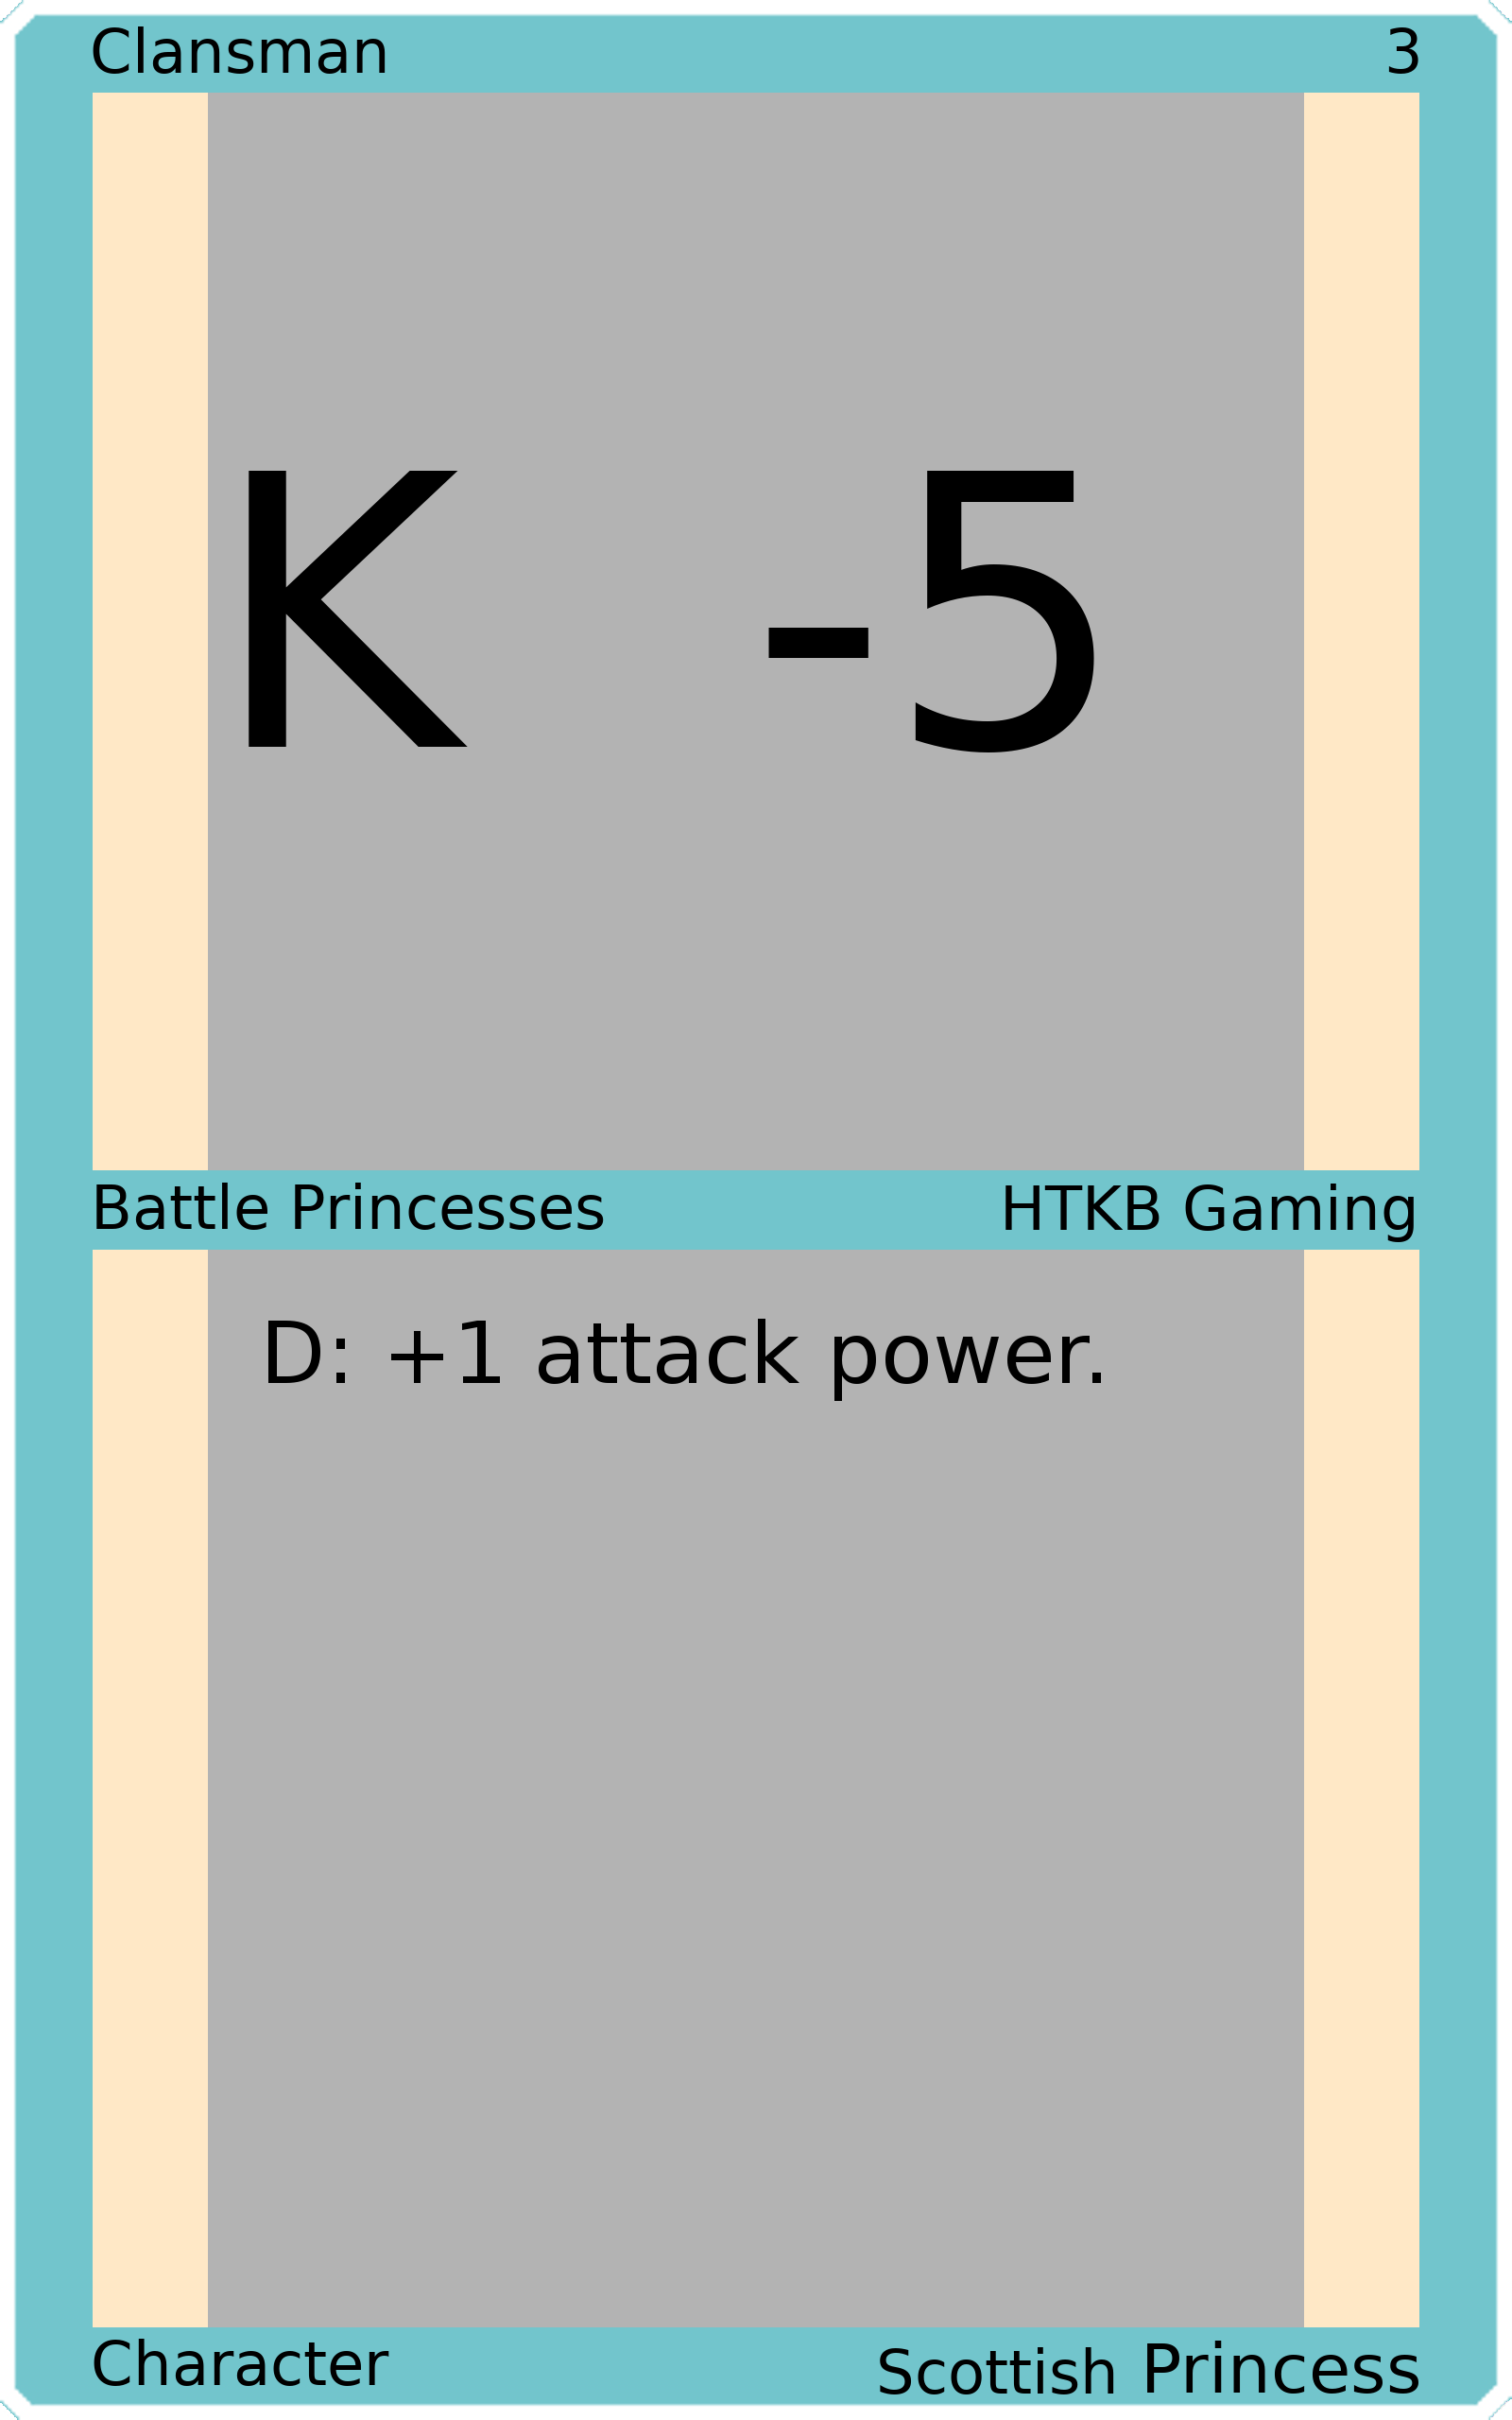 Clansman 3
K -5
Battle Princesses HTKB Gaming
D: +1 attack power.
Character Scottish Princess